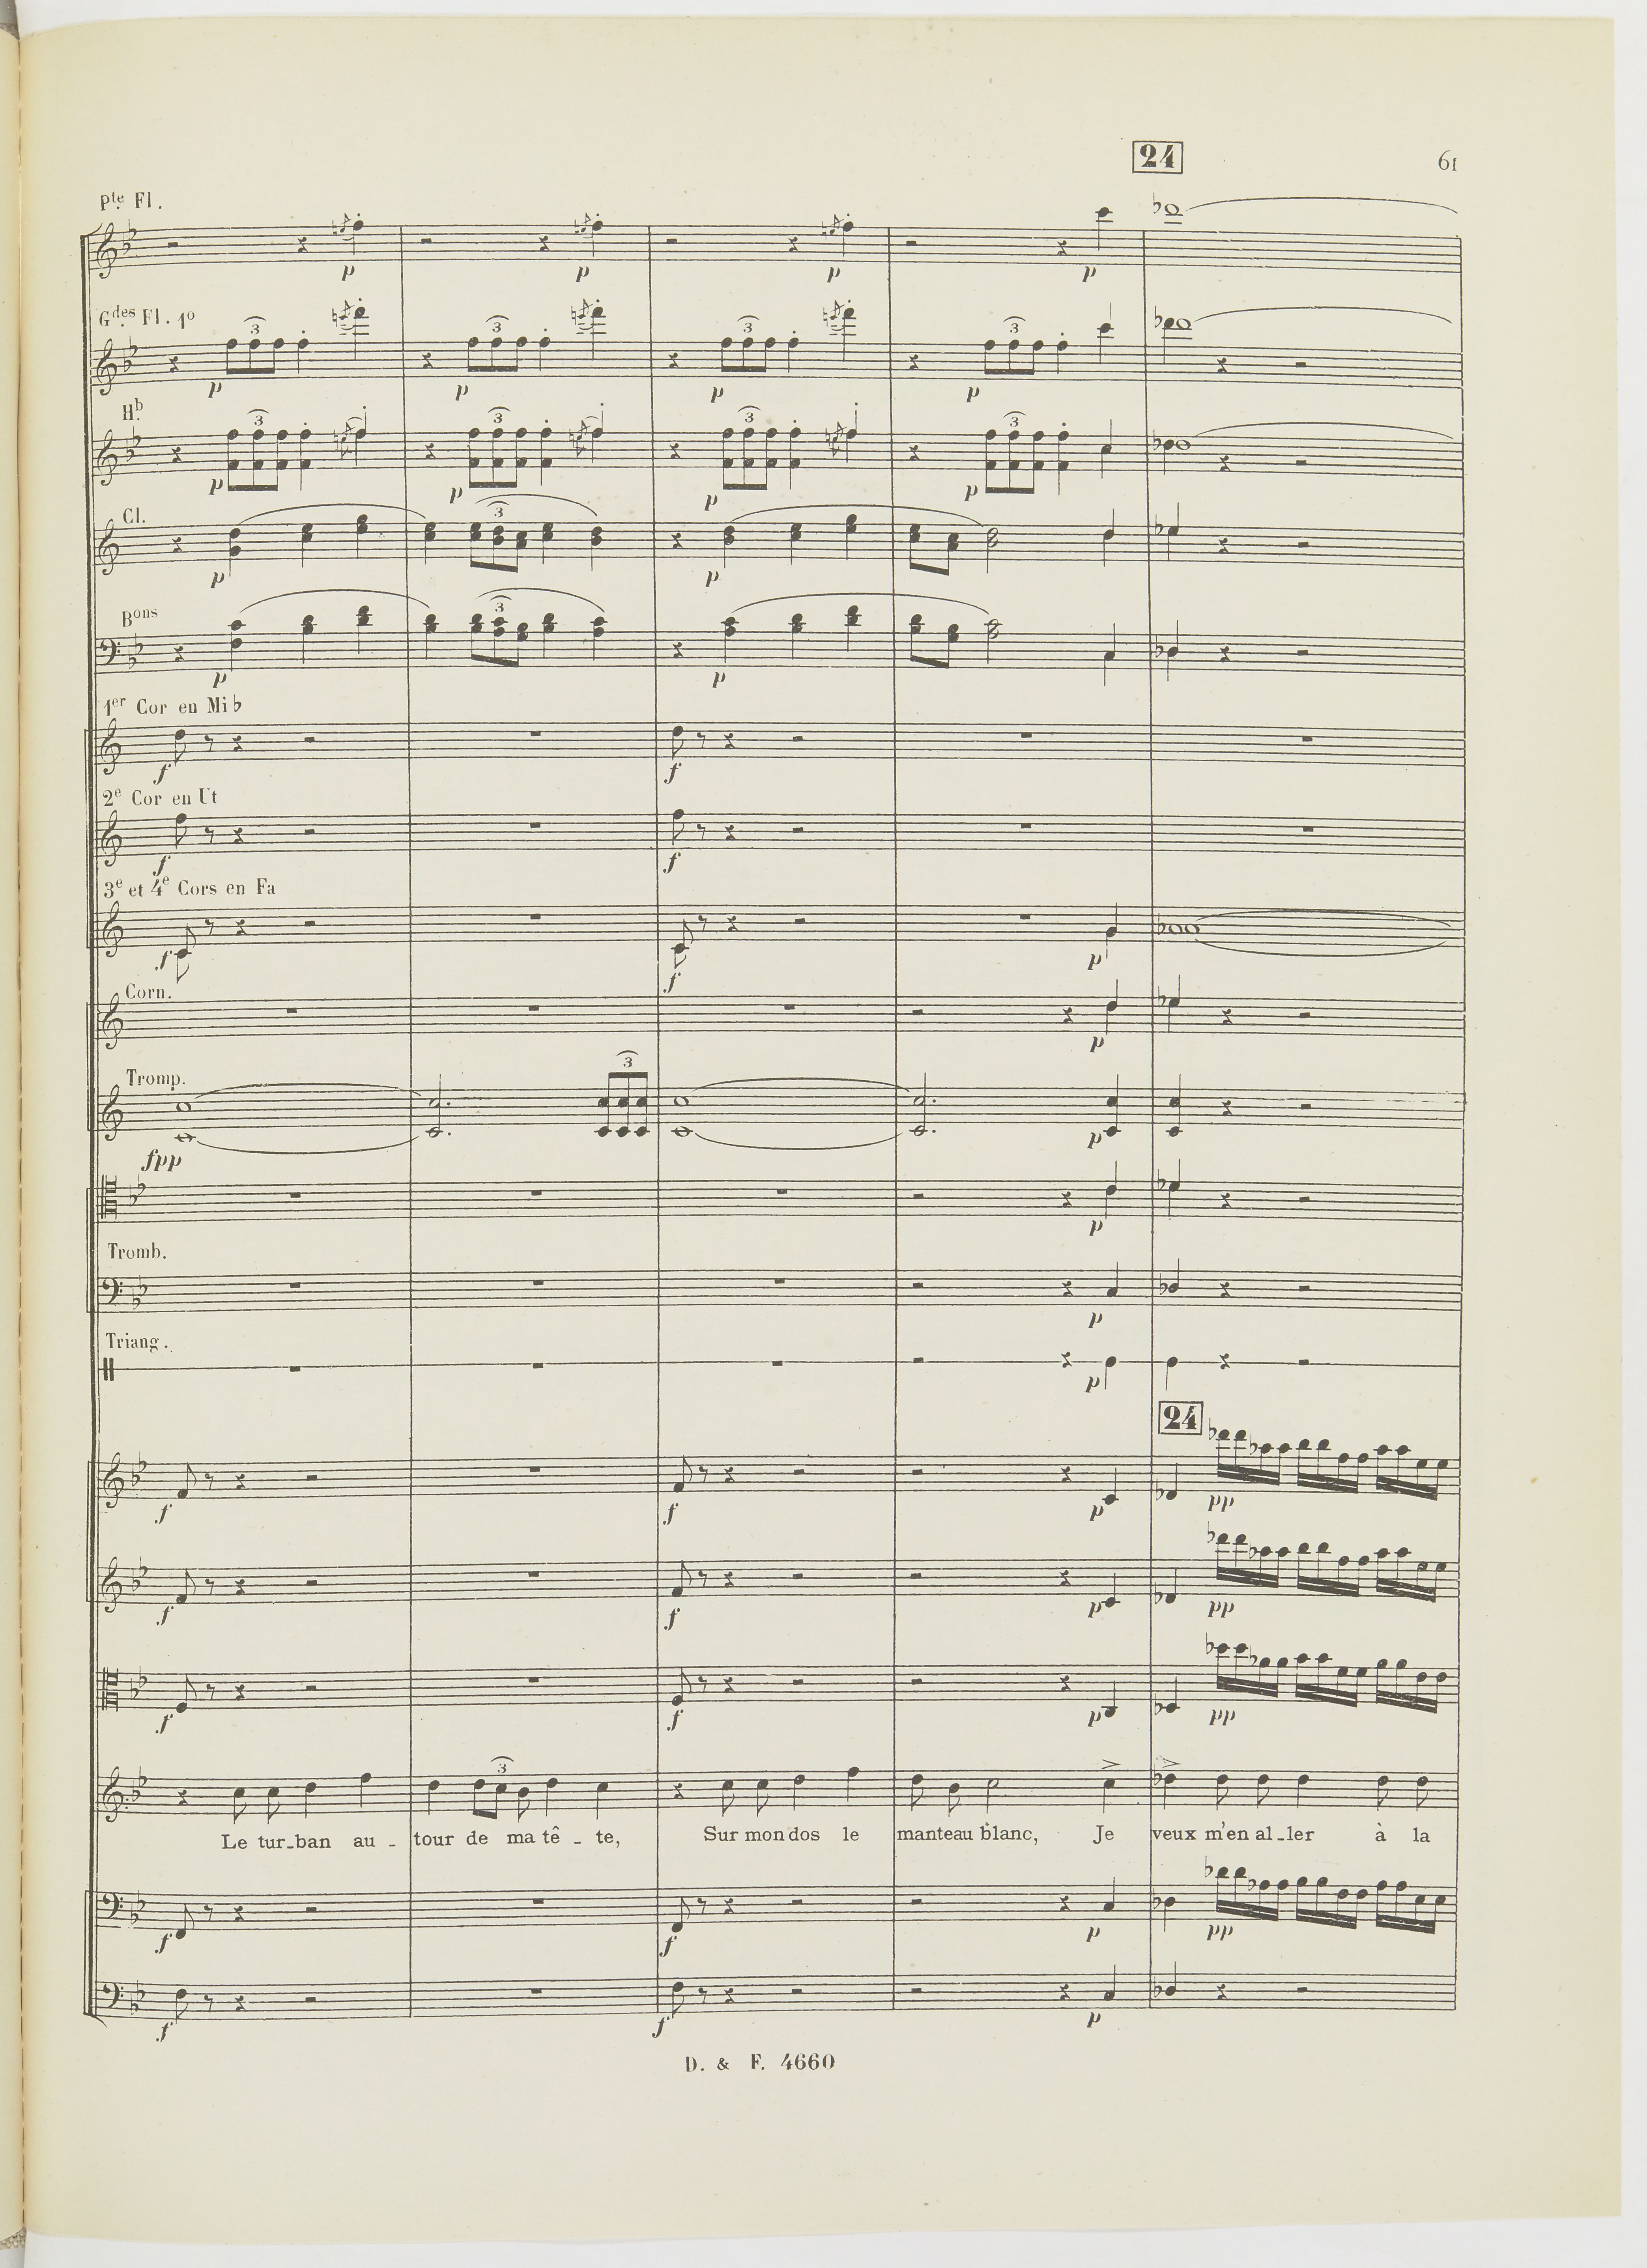 24
61
Pte Fl.
p p p p
Gdes Fl. 1o
3 3 3 3
p p p p
Hb.
3 3 3 3
p p p p
Cl.
3
p p
Bons
3
p p
1er Cor en Mi♭
f f
2e Cor en Ut
f f
3e et 4e Cors en Fa
f f p
Corn.
p
Tromp.
3
fpp p
p
Tromb.
p
Triang.
p
24
f f p pp
f f p pp
f f p pp
3
Le tur_ban au - tour de ma tê - te, Sur mon dos le manteau blanc, Je veux m'en al_ler à la
f f p pp
f f p
D. & F. 4660